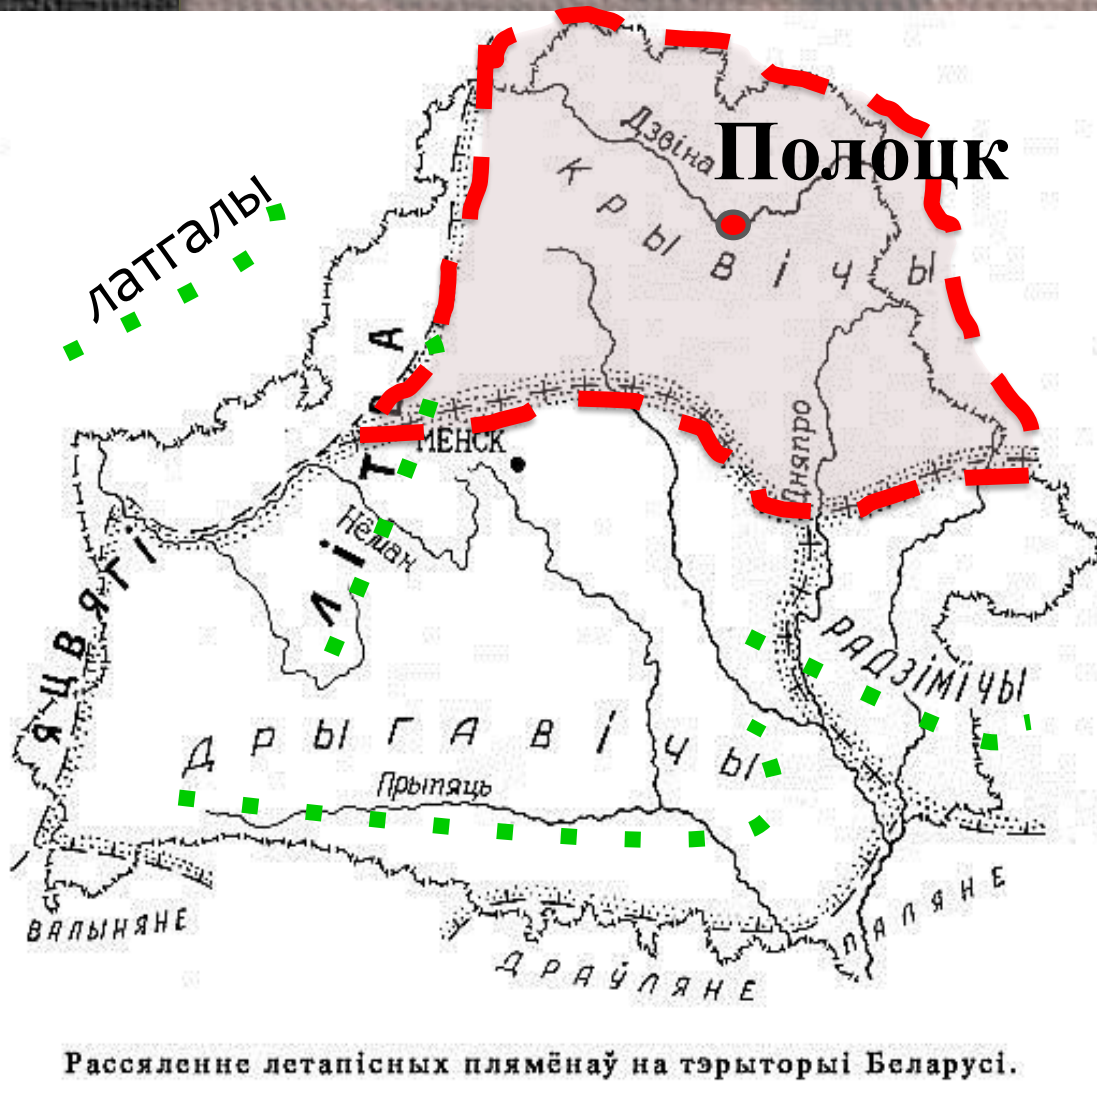 Дзвіна
Полоцк
крывічы
латгалы
МЕНСК
Дняпро
ЛІТВА
Нёман
ЯЦВЯГІ
РАДЗІМІЧЫ
ДРЫГАВІЧЫ
Прыпяць
ВАЛЫНЯНЕ
ПАЛЯНЕ
ДРАЎЛЯНЕ
Рассяленне летапісных плямёнаў на тэрыторыі Беларусі.